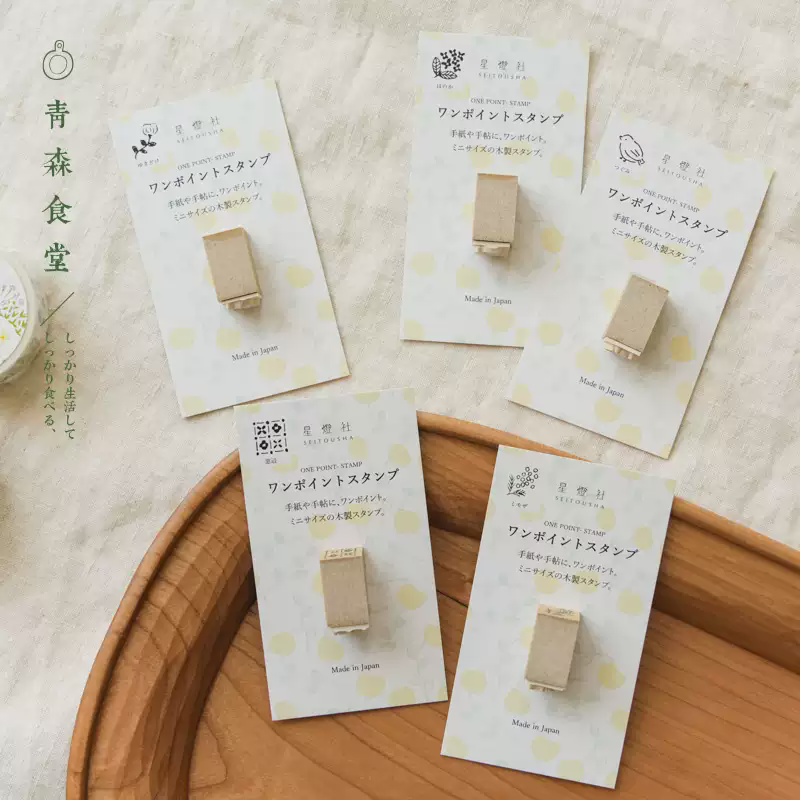 青森食堂
しっかり生活して
しっかり食べる、
星燈社
SEITOUSHA
ONE POINT- STAMP
ワンポイントスタンプ
手紙や手帖に、ワンポイント。
ミニサイズの木製スタンプ。
Made in Japan
はのか
星燈社
SEITOUSHA
ONE POINT- STAMP
ワンポイントスタンプ
手紙や手帖に、ワンポイント。
ミニサイズの木製スタンプ。
Made in Japan
つぐみ
星燈社
SEITOUSHA
ONE POINT- STAMP
ワンポイントスタンプ
手紙や手帖に、ワンポイント。
ミニサイズの木製スタンプ。
Made in Japan
星燈社
SEITOUSHA
ONE POINT- STAMP
ワンポイントスタンプ
手紙や手帖に、ワンポイント。
ミニサイズの木製スタンプ。
Made in Japan
ミモザ
星燈社
SEITOUSHA
ONE POINT- STAMP
ワンポイントスタンプ
手紙や手帖に、ワンポイント。
ミニサイズの木製スタンプ。
Made in Japan